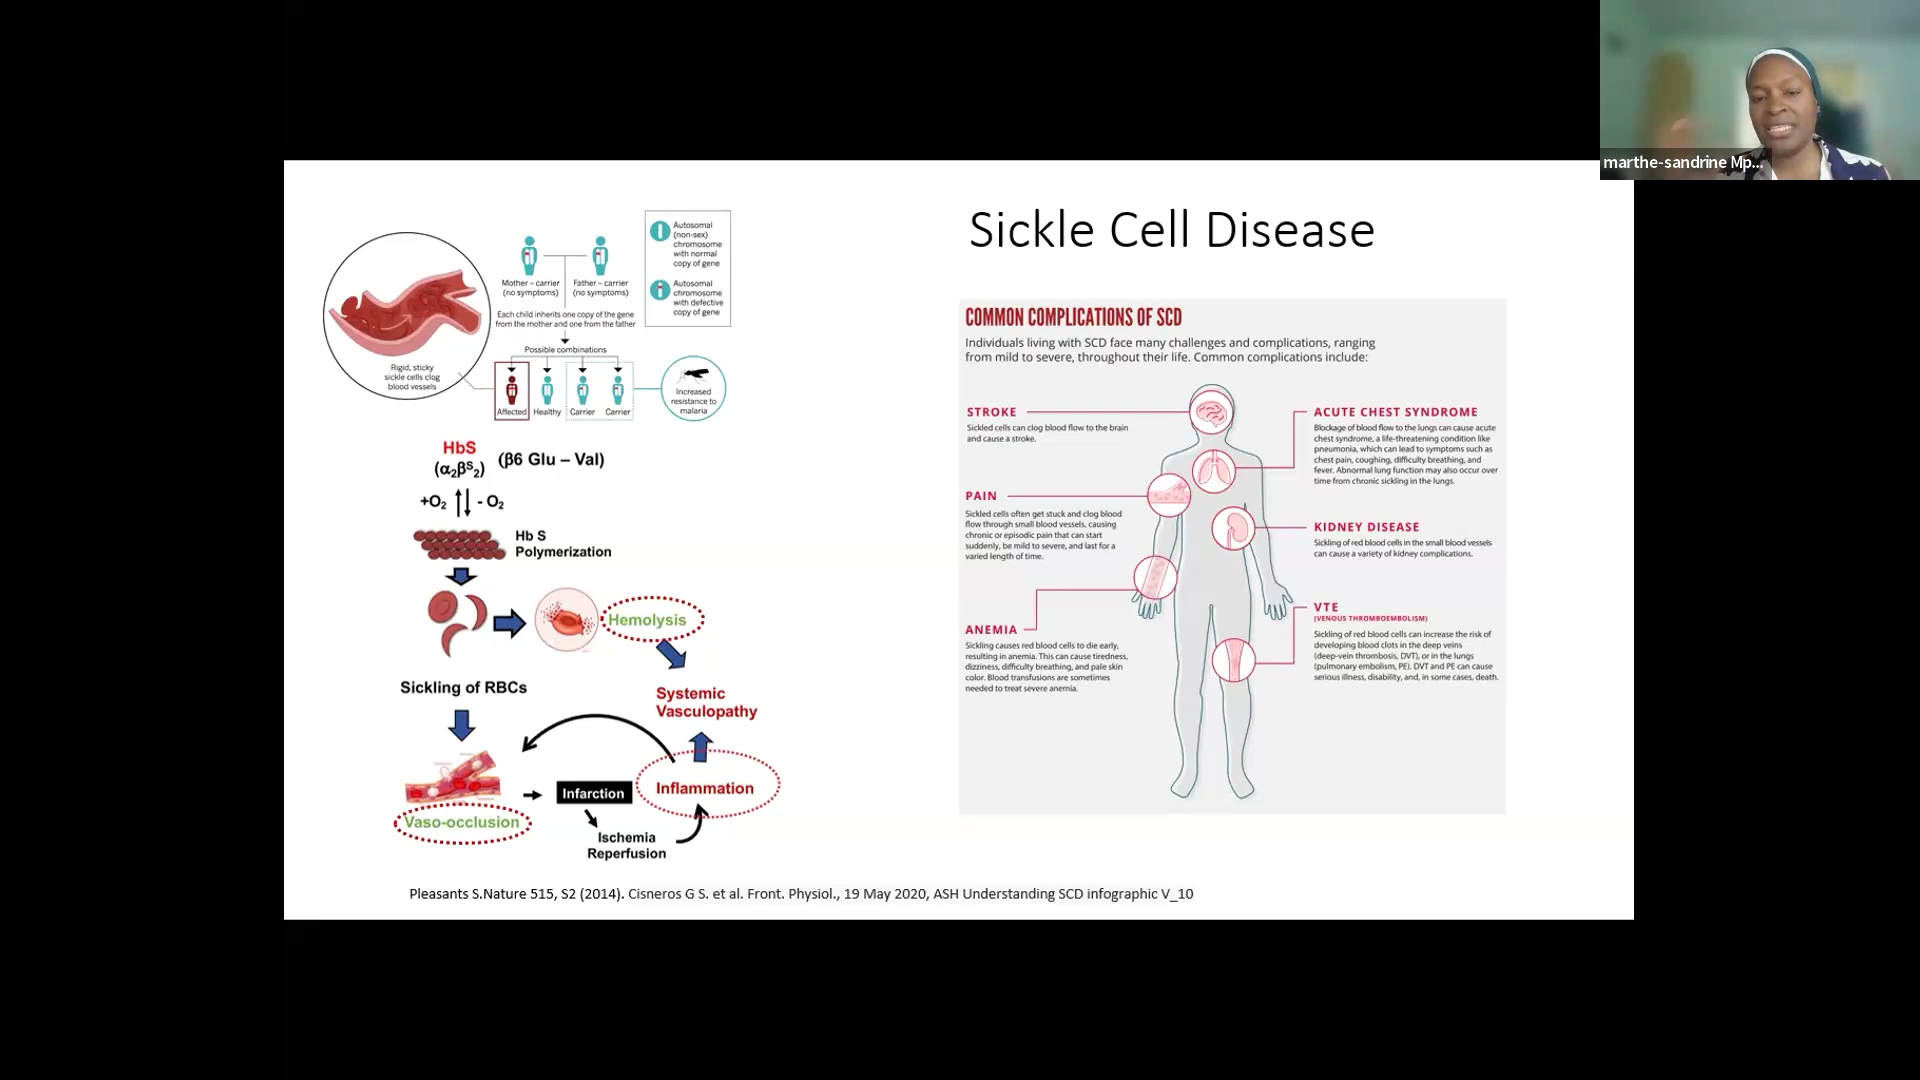 marthe-sandrine Mp...
Sickle Cell Disease
Autosomal
(non-sex)
chromosome
with normal
copy of gene
Autosomal
chromosome
with defective
copy of gene
Mother – carrier
(no symptoms)
Father – carrier
(no symptoms)
Each child inherits one copy of the gene
from the mother and one from the father
Possible combinations
Rigid, sticky
sickle cells clog
blood vessels
Affected
Healthy
Carrier
Carrier
Increased
resistance to
malaria
HbS
(α₂βˢ₂)
(β6 Glu – Val)
+O₂
- O₂
Hb S
Polymerization
Hemolysis
Sickling of RBCs
Systemic
Vasculopathy
Infarction
Inflammation
Vaso-occlusion
Ischemia
Reperfusion
COMMON COMPLICATIONS OF SCD
Individuals living with SCD face many challenges and complications, ranging
from mild to severe, throughout their life. Common complications include:
STROKE
Sickled cells can clog blood flow to the brain
and cause a stroke.
PAIN
Sickled cells often get stuck and clog blood
flow through small blood vessels, causing
chronic or episodic pain that can start
suddenly, be mild to severe, and last for a
varied length of time.
ANEMIA
Sickling causes red blood cells to die early,
resulting in anemia. This can cause tiredness,
dizziness, difficulty breathing, and pale skin
color. Blood transfusions are sometimes
needed to treat severe anemia.
ACUTE CHEST SYNDROME
Blockage of blood flow to the lungs can cause acute
chest syndrome, a life-threatening condition like
pneumonia, which can lead to symptoms such as
chest pain, coughing, difficulty breathing, and
fever. Abnormal lung function may also occur over
time from chronic sickling in the lungs.
KIDNEY DISEASE
Sickling of red blood cells in the small blood vessels
can cause a variety of kidney complications.
VTE
(VENOUS THROMBOEMBOLISM)
Sickling of red blood cells can increase the risk of
developing blood clots in the deep veins
(deep-vein thrombosis, DVT), or in the lungs
(pulmonary embolism, PE). DVT and PE can cause
serious illness, disability, and, in some cases, death.
Pleasants S.Nature 515, S2 (2014). Cisneros G S. et al. Front. Physiol., 19 May 2020, ASH Understanding SCD infographic V_10